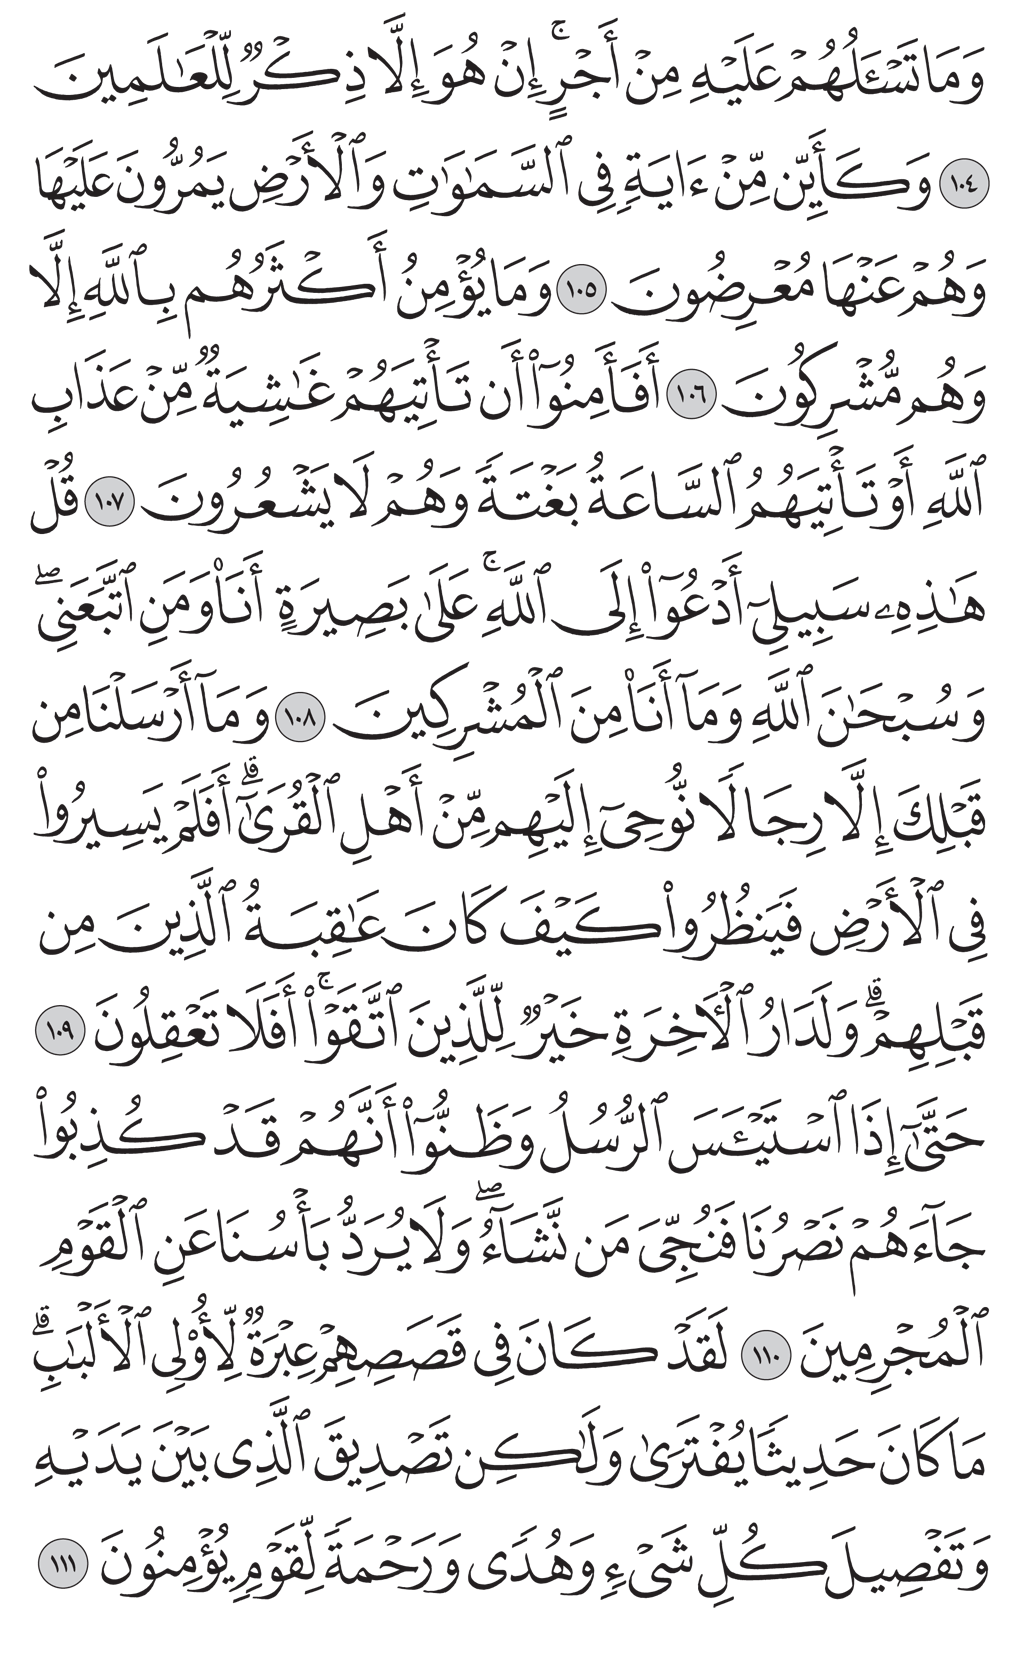 وَمَا تَسْـَٔلُهُمْ عَلَيْهِ مِنْ أَجْرٍ ۚ إِنْ هُوَ إِلَّا ذِكْرٌ لِّلْعَـٰلَمِينَ
١٠٤ وَكَأَيِّن مِّنْ ءَايَةٍ فِى ٱلسَّمَـٰوَٰتِ وَٱلْأَرْضِ يَمُرُّونَ عَلَيْهَا
وَهُمْ عَنْهَا مُعْرِضُونَ ١٠٥ وَمَا يُؤْمِنُ أَكْثَرُهُم بِٱللَّهِ إِلَّا
وَهُم مُّشْرِكُونَ ١٠٦ أَفَأَمِنُوٓا۟ أَن تَأْتِيَهُمْ غَـٰشِيَةٌ مِّنْ عَذَابِ
ٱللَّهِ أَوْ تَأْتِيَهُمُ ٱلسَّاعَةُ بَغْتَةً وَهُمْ لَا يَشْعُرُونَ ١٠٧ قُلْ
هَـٰذِهِۦ سَبِيلِىٓ أَدْعُوٓا۟ إِلَى ٱللَّهِ ۚ عَلَىٰ بَصِيرَةٍ أَنَا۠ وَمَنِ ٱتَّبَعَنِى ۖ
وَسُبْحَـٰنَ ٱللَّهِ وَمَآ أَنَا۠ مِنَ ٱلْمُشْرِكِينَ ١٠٨ وَمَآ أَرْسَلْنَا مِن
قَبْلِكَ إِلَّا رِجَالًا نُّوحِىٓ إِلَيْهِم مِّنْ أَهْلِ ٱلْقُرَىٰٓ ۗ أَفَلَمْ يَسِيرُوا۟
فِى ٱلْأَرْضِ فَيَنظُرُوا۟ كَيْفَ كَانَ عَـٰقِبَةُ ٱلَّذِينَ مِن
قَبْلِهِمْ ۗ وَلَدَارُ ٱلْـَٔاخِرَةِ خَيْرٌ لِّلَّذِينَ ٱتَّقَوْا۟ ۚ أَفَلَا تَعْقِلُونَ ١٠٩
حَتَّىٰٓ إِذَا ٱسْتَيْـَٔسَ ٱلرُّسُلُ وَظَنُّوٓا۟ أَنَّهُمْ قَدْ كُذِبُوا۟
جَآءَهُمْ نَصْرُنَا فَنُجِّىَ مَن نَّشَآءُ ۖ وَلَا يُرَدُّ بَأْسُنَا عَنِ ٱلْقَوْمِ
ٱلْمُجْرِمِينَ ١١٠ لَقَدْ كَانَ فِى قَصَصِهِمْ عِبْرَةٌ لِّأُو۟لِى ٱلْأَلْبَـٰبِ ۗ
مَا كَانَ حَدِيثًا يُفْتَرَىٰ وَلَـٰكِن تَصْدِيقَ ٱلَّذِى بَيْنَ يَدَيْهِ
وَتَفْصِيلَ كُلِّ شَىْءٍ وَهُدًى وَرَحْمَةً لِّقَوْمٍ يُؤْمِنُونَ ١١١